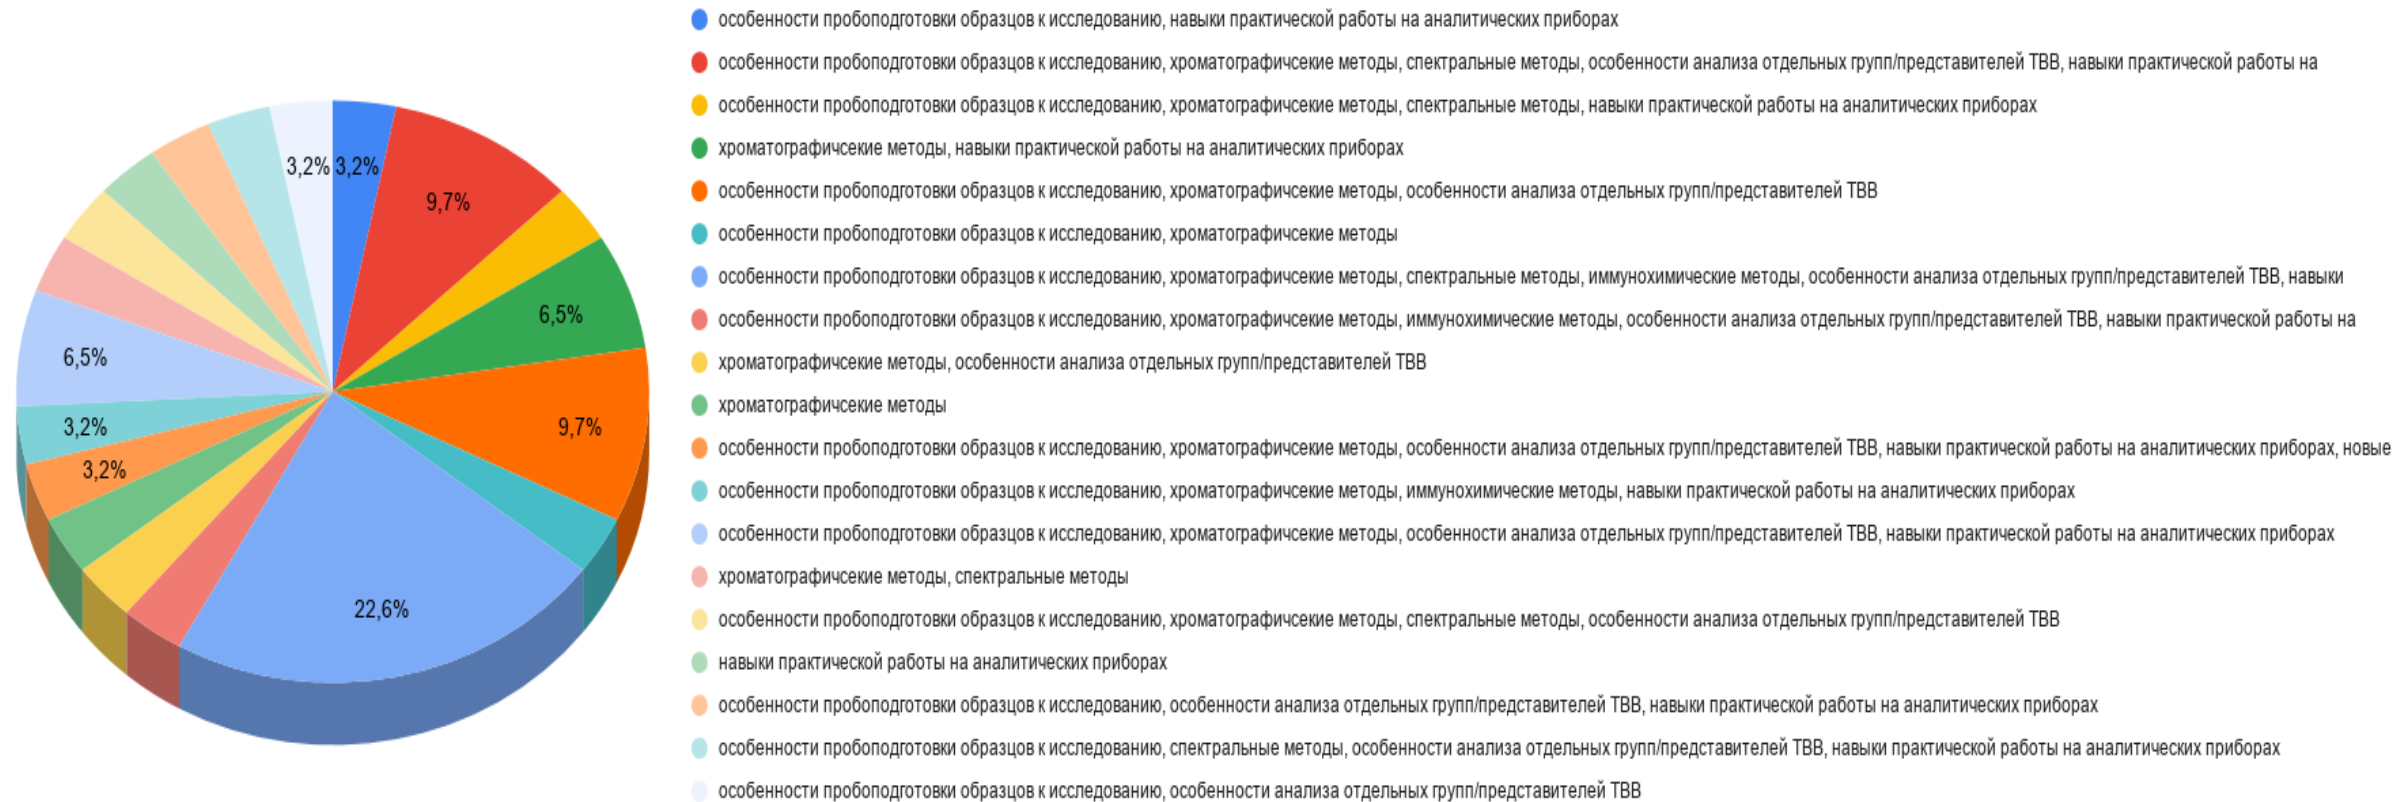 3,2%
3,2%
9,7%
6,5%
9,7%
22,6%
3,2%
3,2%
6,5%
особенности пробоподготовки образцов к исследованию, навыки практической работы на аналитических приборах
особенности пробоподготовки образцов к исследованию, хроматографичсекие методы, спектральные методы, особенности анализа отдельных групп/представителей ТВВ, навыки практической работы на
особенности пробоподготовки образцов к исследованию, хроматографичсекие методы, спектральные методы, навыки практической работы на аналитических приборах
хроматографичсекие методы, навыки практической работы на аналитических приборах
особенности пробоподготовки образцов к исследованию, хроматографичсекие методы, особенности анализа отдельных групп/представителей ТВВ
особенности пробоподготовки образцов к исследованию, хроматографичсекие методы
особенности пробоподготовки образцов к исследованию, хроматографичсекие методы, спектральные методы, иммунохимические методы, особенности анализа отдельных групп/представителей ТВВ, навыки
особенности пробоподготовки образцов к исследованию, хроматографичсекие методы, иммунохимические методы, особенности анализа отдельных групп/представителей ТВВ, навыки практической работы на
хроматографичсекие методы, особенности анализа отдельных групп/представителей ТВВ
хроматографичсекие методы
особенности пробоподготовки образцов к исследованию, хроматографичсекие методы, особенности анализа отдельных групп/представителей ТВВ, навыки практической работы на аналитических приборах, новые
особенности пробоподготовки образцов к исследованию, хроматографичсекие методы, иммунохимические методы, навыки практической работы на аналитических приборах
особенности пробоподготовки образцов к исследованию, хроматографичсекие методы, особенности анализа отдельных групп/представителей ТВВ, навыки практической работы на аналитических приборах
хроматографичсекие методы, спектральные методы
особенности пробоподготовки образцов к исследованию, хроматографичсекие методы, спектральные методы, особенности анализа отдельных групп/представителей ТВВ
навыки практической работы на аналитических приборах
особенности пробоподготовки образцов к исследованию, особенности анализа отдельных групп/представителей ТВВ, навыки практической работы на аналитических приборах
особенности пробоподготовки образцов к исследованию, спектральные методы, особенности анализа отдельных групп/представителей ТВВ, навыки практической работы на аналитических приборах
особенности пробоподготовки образцов к исследованию, особенности анализа отдельных групп/представителей ТВВ